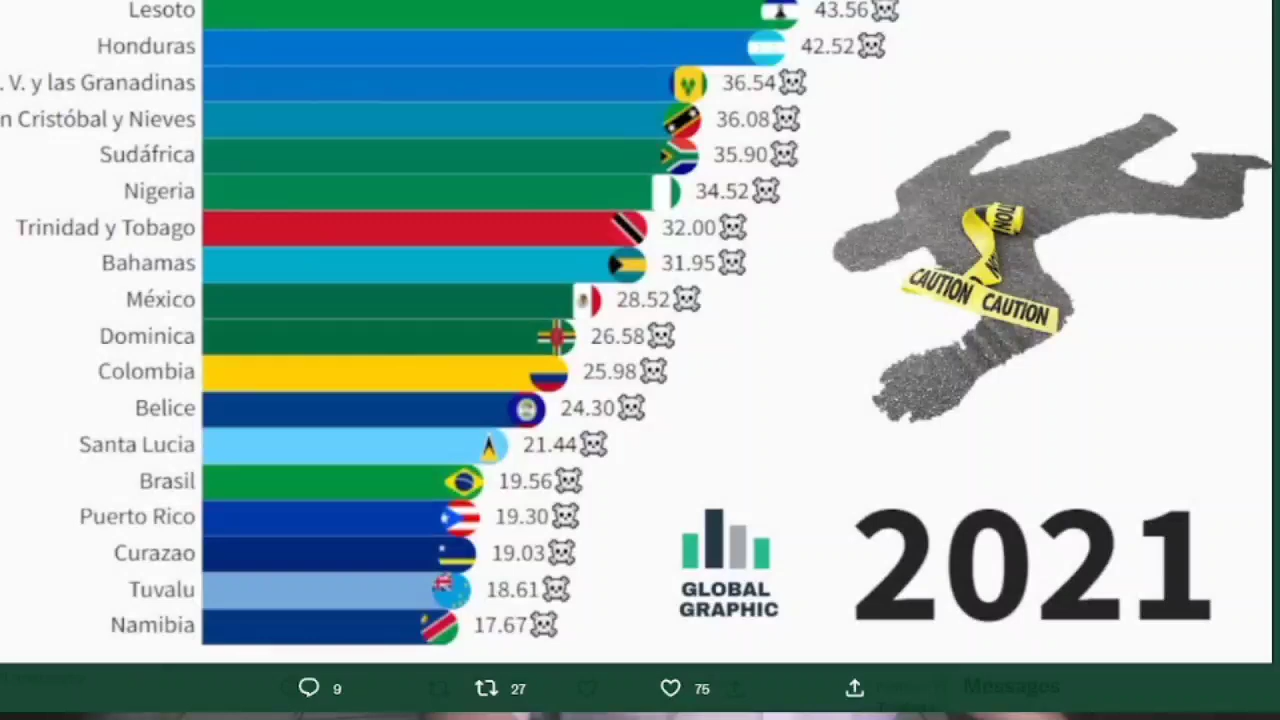 Lesoto 43.56
Honduras 42.52
. V. y las Granadinas 36.54
n Cristóbal y Nieves 36.08
Sudáfrica 35.90
Nigeria 34.52
Trinidad y Tobago 32.00
Bahamas 31.95
México 28.52
Dominica 26.58
Colombia 25.98
Belice 24.30
Santa Lucia 21.44
Brasil 19.56
Puerto Rico 19.30
Curazao 19.03
Tuvalu 18.61
Namibia 17.67
CAUTION CAUTION
GLOBAL
GRAPHIC
2021
9 27 75
Messages